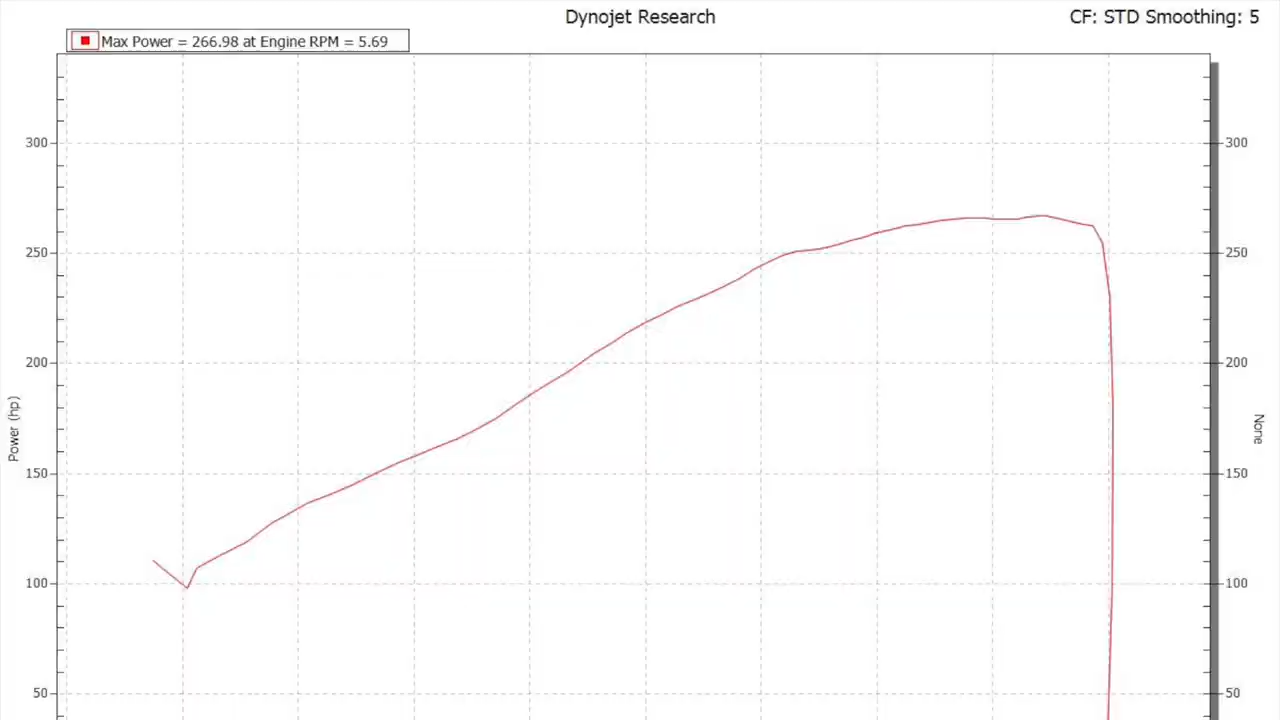 Dynojet Research
CF: STD Smoothing: 5
Max Power = 266.98 at Engine RPM = 5.69
300
300
250
250
200
200
Power (hp)
None
150
150
100
100
50
50